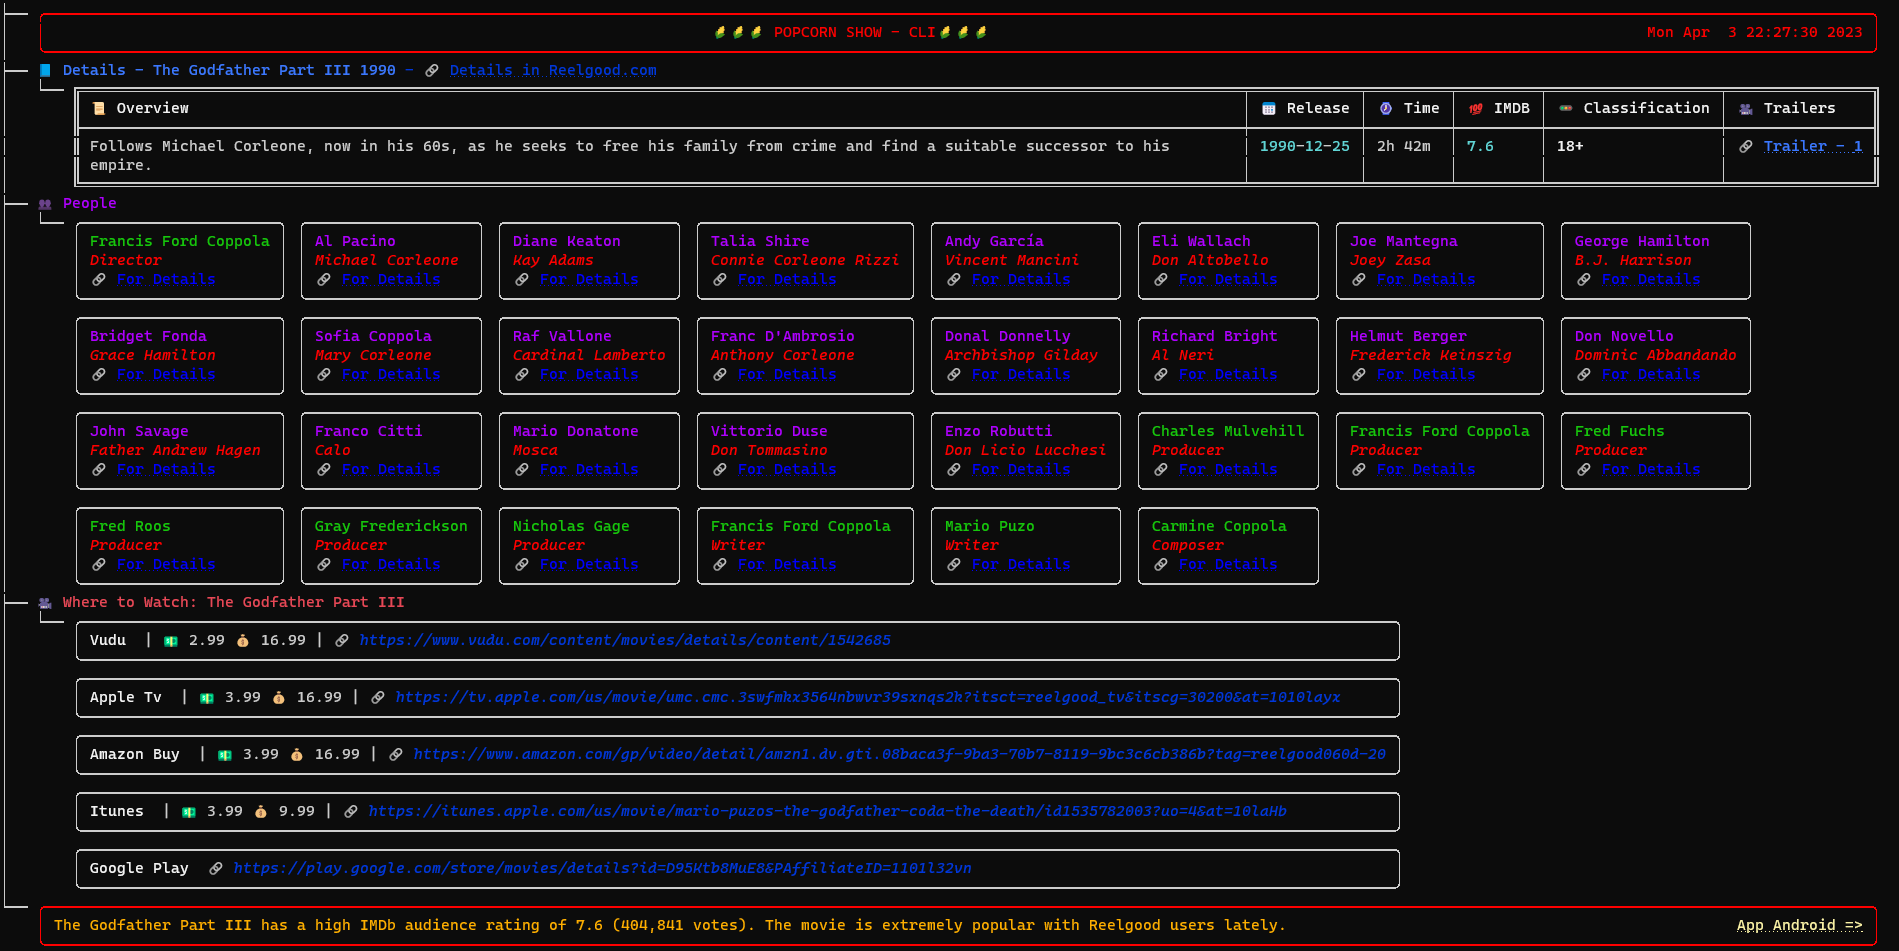 POPCORN SHOW - CLI Mon Apr  3 22:27:30 2023
Details - The Godfather Part III 1990 - Details in Reelgood.com
Overview Release Time IMDB Classification Trailers
Follows Michael Corleone, now in his 60s, as he seeks to free his family from crime and find a suitable successor to his 1990-12-25 2h 42m 7.6 18+ Trailer - 1
empire.
People
Francis Ford Coppola Al Pacino Diane Keaton Talia Shire Andy García Eli Wallach Joe Mantegna George Hamilton
Director Michael Corleone Kay Adams Connie Corleone Rizzi Vincent Mancini Don Altobello Joey Zasa B.J. Harrison
For Details For Details For Details For Details For Details For Details For Details For Details
Bridget Fonda Sofia Coppola Raf Vallone Franc D'Ambrosio Donal Donnelly Richard Bright Helmut Berger Don Novello
Grace Hamilton Mary Corleone Cardinal Lamberto Anthony Corleone Archbishop Gilday Al Neri Frederick Keinszig Dominic Abbandando
For Details For Details For Details For Details For Details For Details For Details For Details
John Savage Franco Citti Mario Donatone Vittorio Duse Enzo Robutti Charles Mulvehill Francis Ford Coppola Fred Fuchs
Father Andrew Hagen Calo Mosca Don Tommasino Don Licio Lucchesi Producer Producer Producer
For Details For Details For Details For Details For Details For Details For Details For Details
Fred Roos Gray Frederickson Nicholas Gage Francis Ford Coppola Mario Puzo Carmine Coppola
Producer Producer Producer Writer Writer Composer
For Details For Details For Details For Details For Details For Details
Where to Watch: The Godfather Part III
Vudu | 2.99 16.99 | https://www.vudu.com/content/movies/details/content/1542685
Apple Tv | 3.99 16.99 | https://tv.apple.com/us/movie/umc.cmc.3swfmkx3564nbwvr39sxnqs2k?itsct=reelgood_tv&itscg=30200&at=1010layx
Amazon Buy | 3.99 16.99 | https://www.amazon.com/gp/video/detail/amzn1.dv.gti.08baca3f-9ba3-70b7-8119-9bc3c6cb386b?tag=reelgood060d-20
Itunes | 3.99 9.99 | https://itunes.apple.com/us/movie/mario-puzos-the-godfather-coda-the-death/id1535782003?uo=4&at=10laHb
Google Play https://play.google.com/store/movies/details?id=D95Ktb8MuE8&PAffiliateID=1101l32vn
The Godfather Part III has a high IMDb audience rating of 7.6 (404,841 votes). The movie is extremely popular with Reelgood users lately. App Android =>